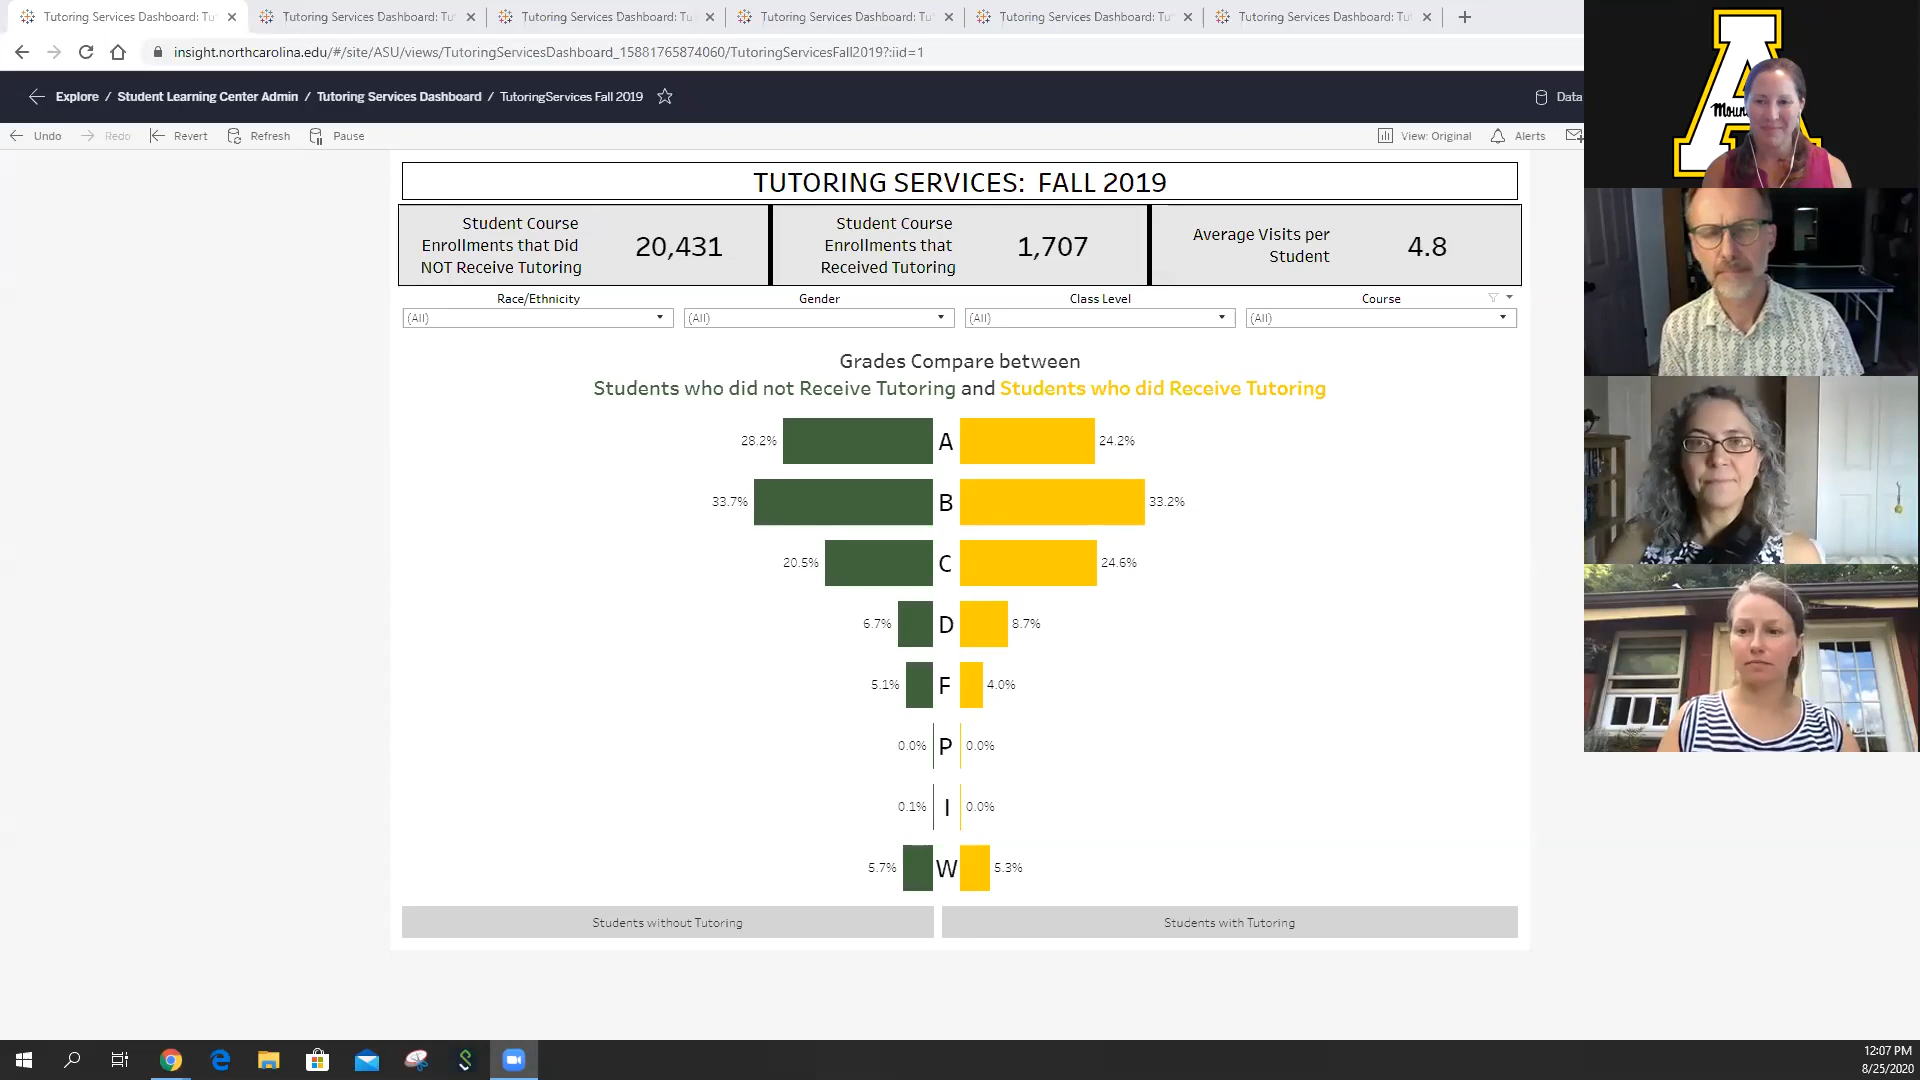 Tutoring Services Dashboard: Tu
Tutoring Services Dashboard: Tu
Tutoring Services Dashboard: Tu
Tutoring Services Dashboard: Tu
Tutoring Services Dashboard: Tu
Tutoring Services Dashboard: Tu
insight.northcarolina.edu/#/site/ASU/views/TutoringServicesDashboard_15881765874060/TutoringServicesFall2019?:iid=1
Explore / Student Learning Center Admin / Tutoring Services Dashboard / TutoringServices Fall 2019
Data
Undo Redo Revert Refresh Pause
View: Original Alerts
TUTORING SERVICES: FALL 2019
Student Course
Enrollments that Did
NOT Receive Tutoring
20,431
Student Course
Enrollments that
Received Tutoring
1,707
Average Visits per
Student
4.8
Race/Ethnicity Gender Class Level Course
(All) (All) (All) (All)
Grades Compare between
Students who did not Receive Tutoring and Students who did Receive Tutoring
28.2% A 24.2%
33.7% B 33.2%
20.5% C 24.6%
6.7% D 8.7%
5.1% F 4.0%
0.0% P 0.0%
0.1% I 0.0%
5.7% W 5.3%
Students without Tutoring Students with Tutoring
A
12:07 PM
8/25/2020